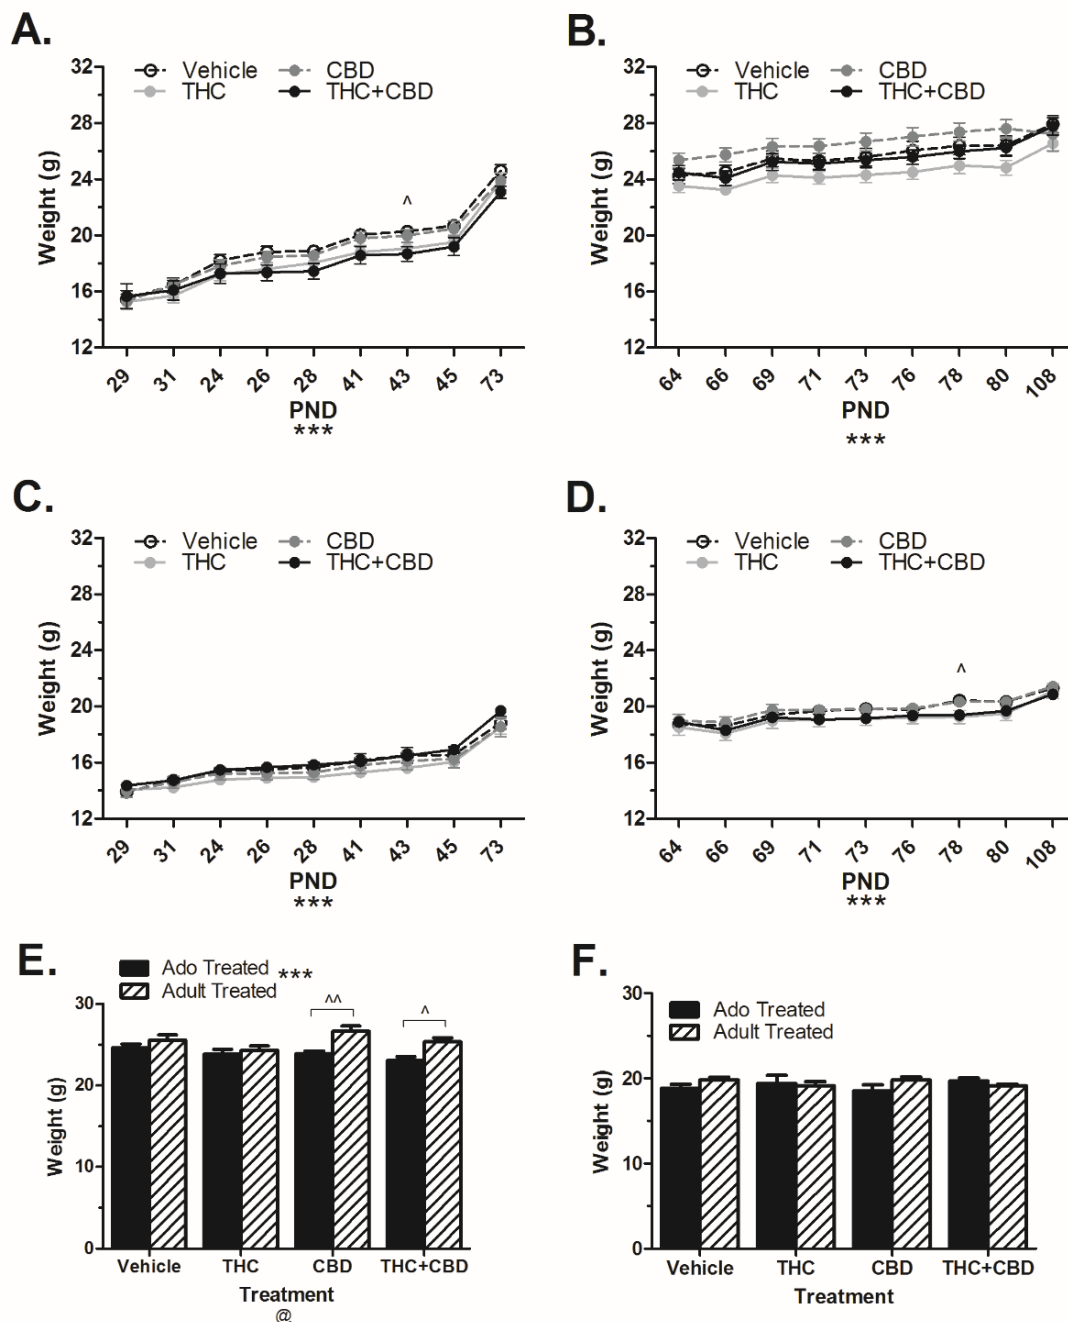 A.
Vehicle CBD
THC THC+CBD
Weight (g)
32
28
24
20
16
12
^
29 31 24 26 28 41 43 45 73
PND
***
B.
Vehicle CBD
THC THC+CBD
Weight (g)
32
28
24
20
16
12
64 66 69 71 73 76 78 80 108
PND
***
C.
Vehicle CBD
THC THC+CBD
Weight (g)
32
28
24
20
16
12
29 31 24 26 28 41 43 45 73
PND
***
D.
Vehicle CBD
THC THC+CBD
Weight (g)
32
28
24
20
16
12
^
64 66 69 71 73 76 78 80 108
PND
***
E.
Ado Treated ***
Adult Treated
Weight (g)
30
20
10
0
^^ ^
Vehicle THC CBD THC+CBD
Treatment
@
F.
Ado Treated
Adult Treated
Weight (g)
30
20
10
0
Vehicle THC CBD THC+CBD
Treatment